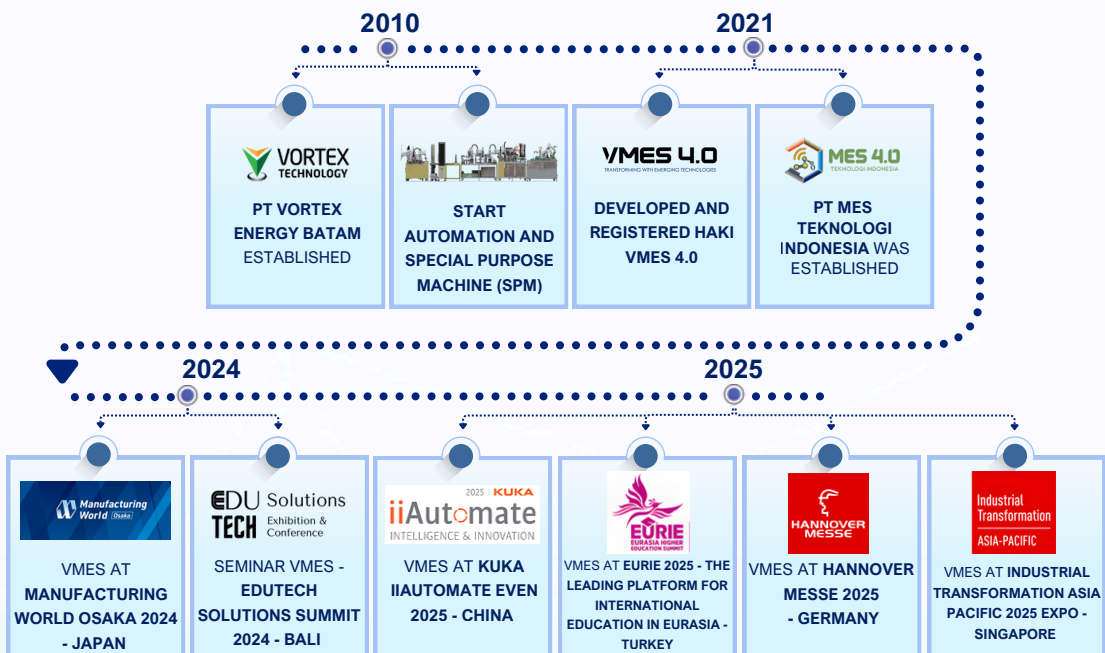 2010
2021
VORTEX
TECHNOLOGY
PT VORTEX
ENERGY BATAM
ESTABLISHED
START
AUTOMATION AND
SPECIAL PURPOSE
MACHINE (SPM)
VMES 4.0
TRANSFORMING WITH EMERGING TECHNOLOGIES
DEVELOPED AND
REGISTERED HAKI
VMES 4.0
MES 4.0
TEKNOLOGI INDONESIA
PT MES
TEKNOLOGI
INDONESIA WAS
ESTABLISHED
2024
2025
Manufacturing
World Osaka
VMES AT
MANUFACTURING
WORLD OSAKA 2024
- JAPAN
EDU Solutions
TECH Exhibition &
Conference
SEMINAR VMES -
EDUTECH
SOLUTIONS SUMMIT
2024 - BALI
2025 KUKA
iiAutomate
INTELLIGENCE & INNOVATION
VMES AT KUKA
IIAUTOMATE EVEN
2025 - CHINA
EURIE
EURASIA HIGHER
EDUCATION SUMMIT
VMES AT EURIE 2025 - THE
LEADING PLATFORM FOR
INTERNATIONAL
EDUCATION IN EURASIA -
TURKEY
HANNOVER
MESSE
VMES AT HANNOVER
MESSE 2025
- GERMANY
Industrial
Transformation
ASIA-PACIFIC
VMES AT INDUSTRIAL
TRANSFORMATION ASIA
PACIFIC 2025 EXPO -
SINGAPORE